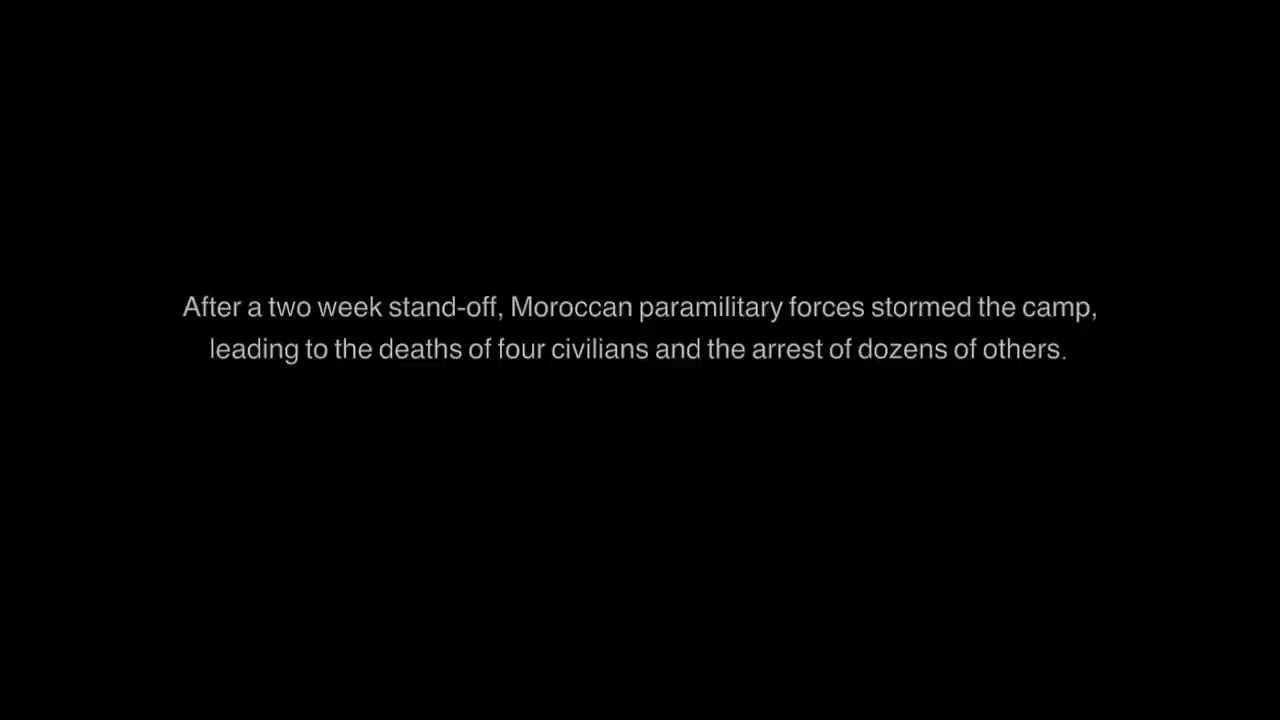 After a two week stand-off, Moroccan paramilitary forces stormed the camp,
leading to the deaths of four civilians and the arrest of dozens of others.